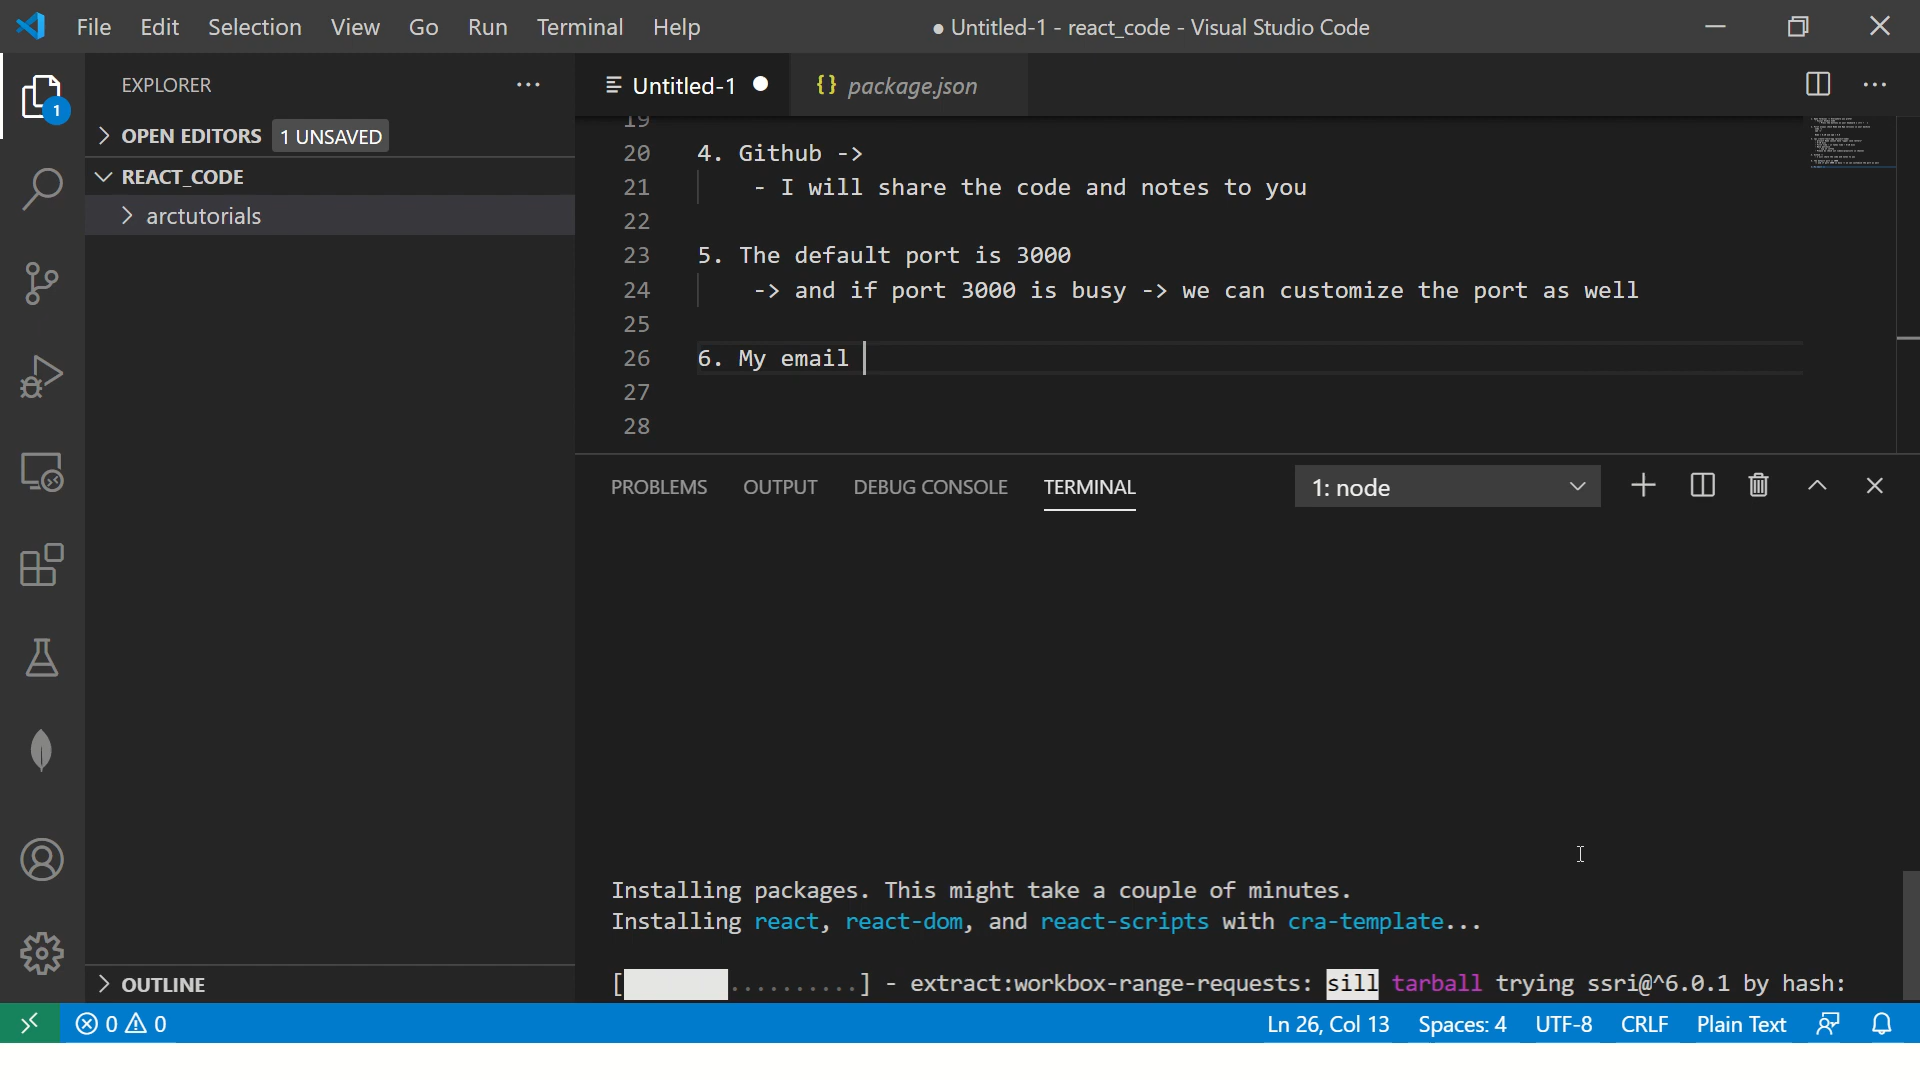 File Edit Selection View Go Run Terminal Help ● Untitled-1 - react_code - Visual Studio Code
EXPLORER ...
Untitled-1 ● {} package.json ...
1
OPEN EDITORS 1 UNSAVED
REACT_CODE
arctutorials
19
20 4. Github ->
21 - I will share the code and notes to you
22
23 5. The default port is 3000
24 -> and if port 3000 is busy -> we can customize the port as well
25
26 6. My email
27
28
PROBLEMS OUTPUT DEBUG CONSOLE TERMINAL 1: node
Installing packages. This might take a couple of minutes.
Installing react, react-dom, and react-scripts with cra-template...
[ ..........] - extract:workbox-range-requests: sill tarball trying ssri@^6.0.1 by hash:
OUTLINE
0 0 Ln 26, Col 13 Spaces: 4 UTF-8 CRLF Plain Text